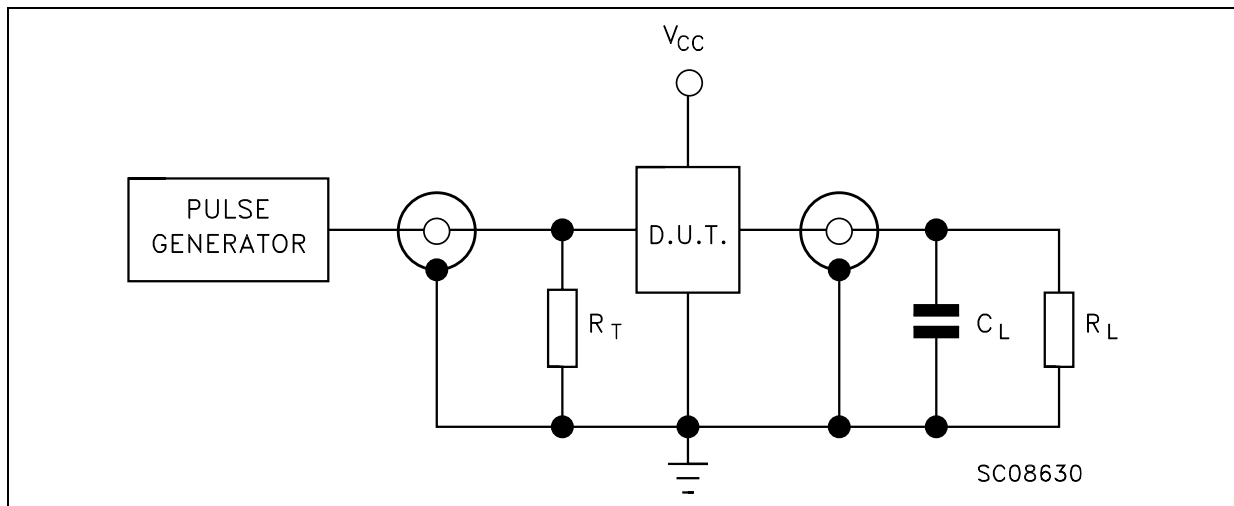 VCC
PULSE
GENERATOR
D.U.T.
RT
CL
RL
SC08630